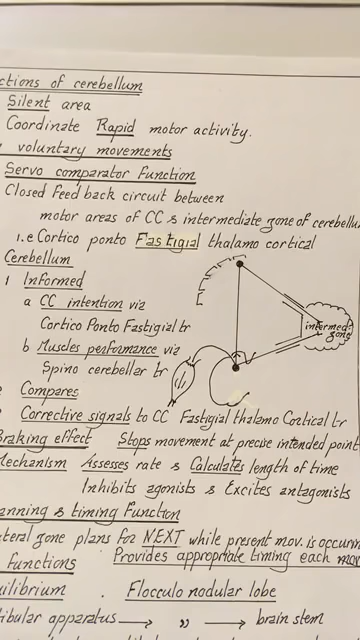 ctions of cerebellum
Silent area
Coordinate Rapid motor activity.
voluntary movements
Servo comparator Function
Closed Feed back circuit between
motor areas of CC & intermediate zone of cerebellu
i.e Cortico ponto Fastigial thalamo cortical
Cerebellum
1 Informed
a CC intention via
Cortico Ponto Fastigial tr
b Muscles performance via
Spino cerebellar tr
intermed
zone
Compares
Corrective signals to CC Fastigial thalamo Cortical tr
Braking effect Stops movement at precise intended point
Mechanism Assesses rate & Calculates length of time
Inhibits agonists & Excites antagonists
anning & timing Function
ateral zone plans for NEXT while present mov. is occurrin
functions Provides appropriate timing each mov
uilibrium . Flocculo nodular lobe
tibular apparatus → " → brain stem